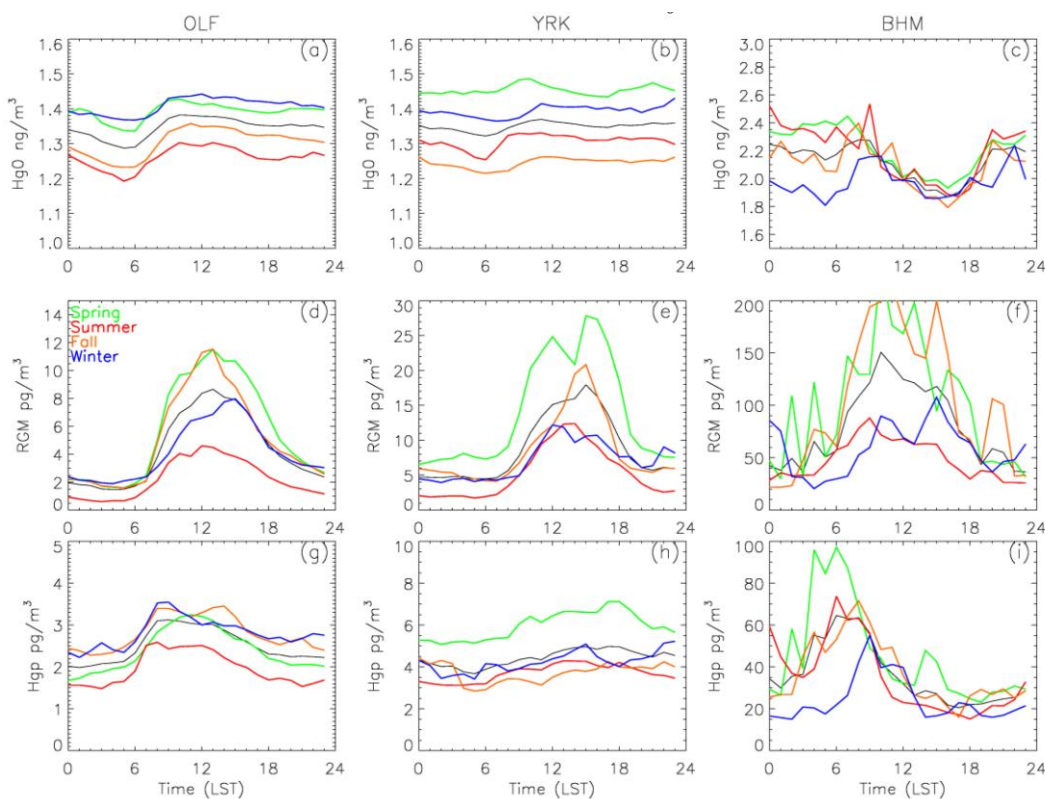 OLF YRK BHM
(a) (b) (c)
Hg0 ng/m³ Hg0 ng/m³ Hg0 ng/m³
1.6 1.6 3.0
1.5 1.5 2.8
1.4 1.4 2.6
1.3 1.3 2.4
1.2 1.2 2.2
1.1 1.1 2.0
1.0 1.0 1.8
1.6
0 6 12 18 24 0 6 12 18 24 0 6 12 18 24
(d) (e) (f)
Spring
Summer
Fall
Winter
RGM pg/m³ RGM pg/m³ RGM pg/m³
14 30 200
12 25 150
10 20 100
8 15 50
6 10 0
4 5
2 0
0
0 6 12 18 24 0 6 12 18 24 0 6 12 18 24
(g) (h) (i)
Hgp pg/m³ Hgp pg/m³ Hgp pg/m³
5 10 100
4 8 80
3 6 60
2 4 40
1 2 20
0 0 0
0 6 12 18 24 0 6 12 18 24 0 6 12 18 24
Time (LST) Time (LST) Time (LST)